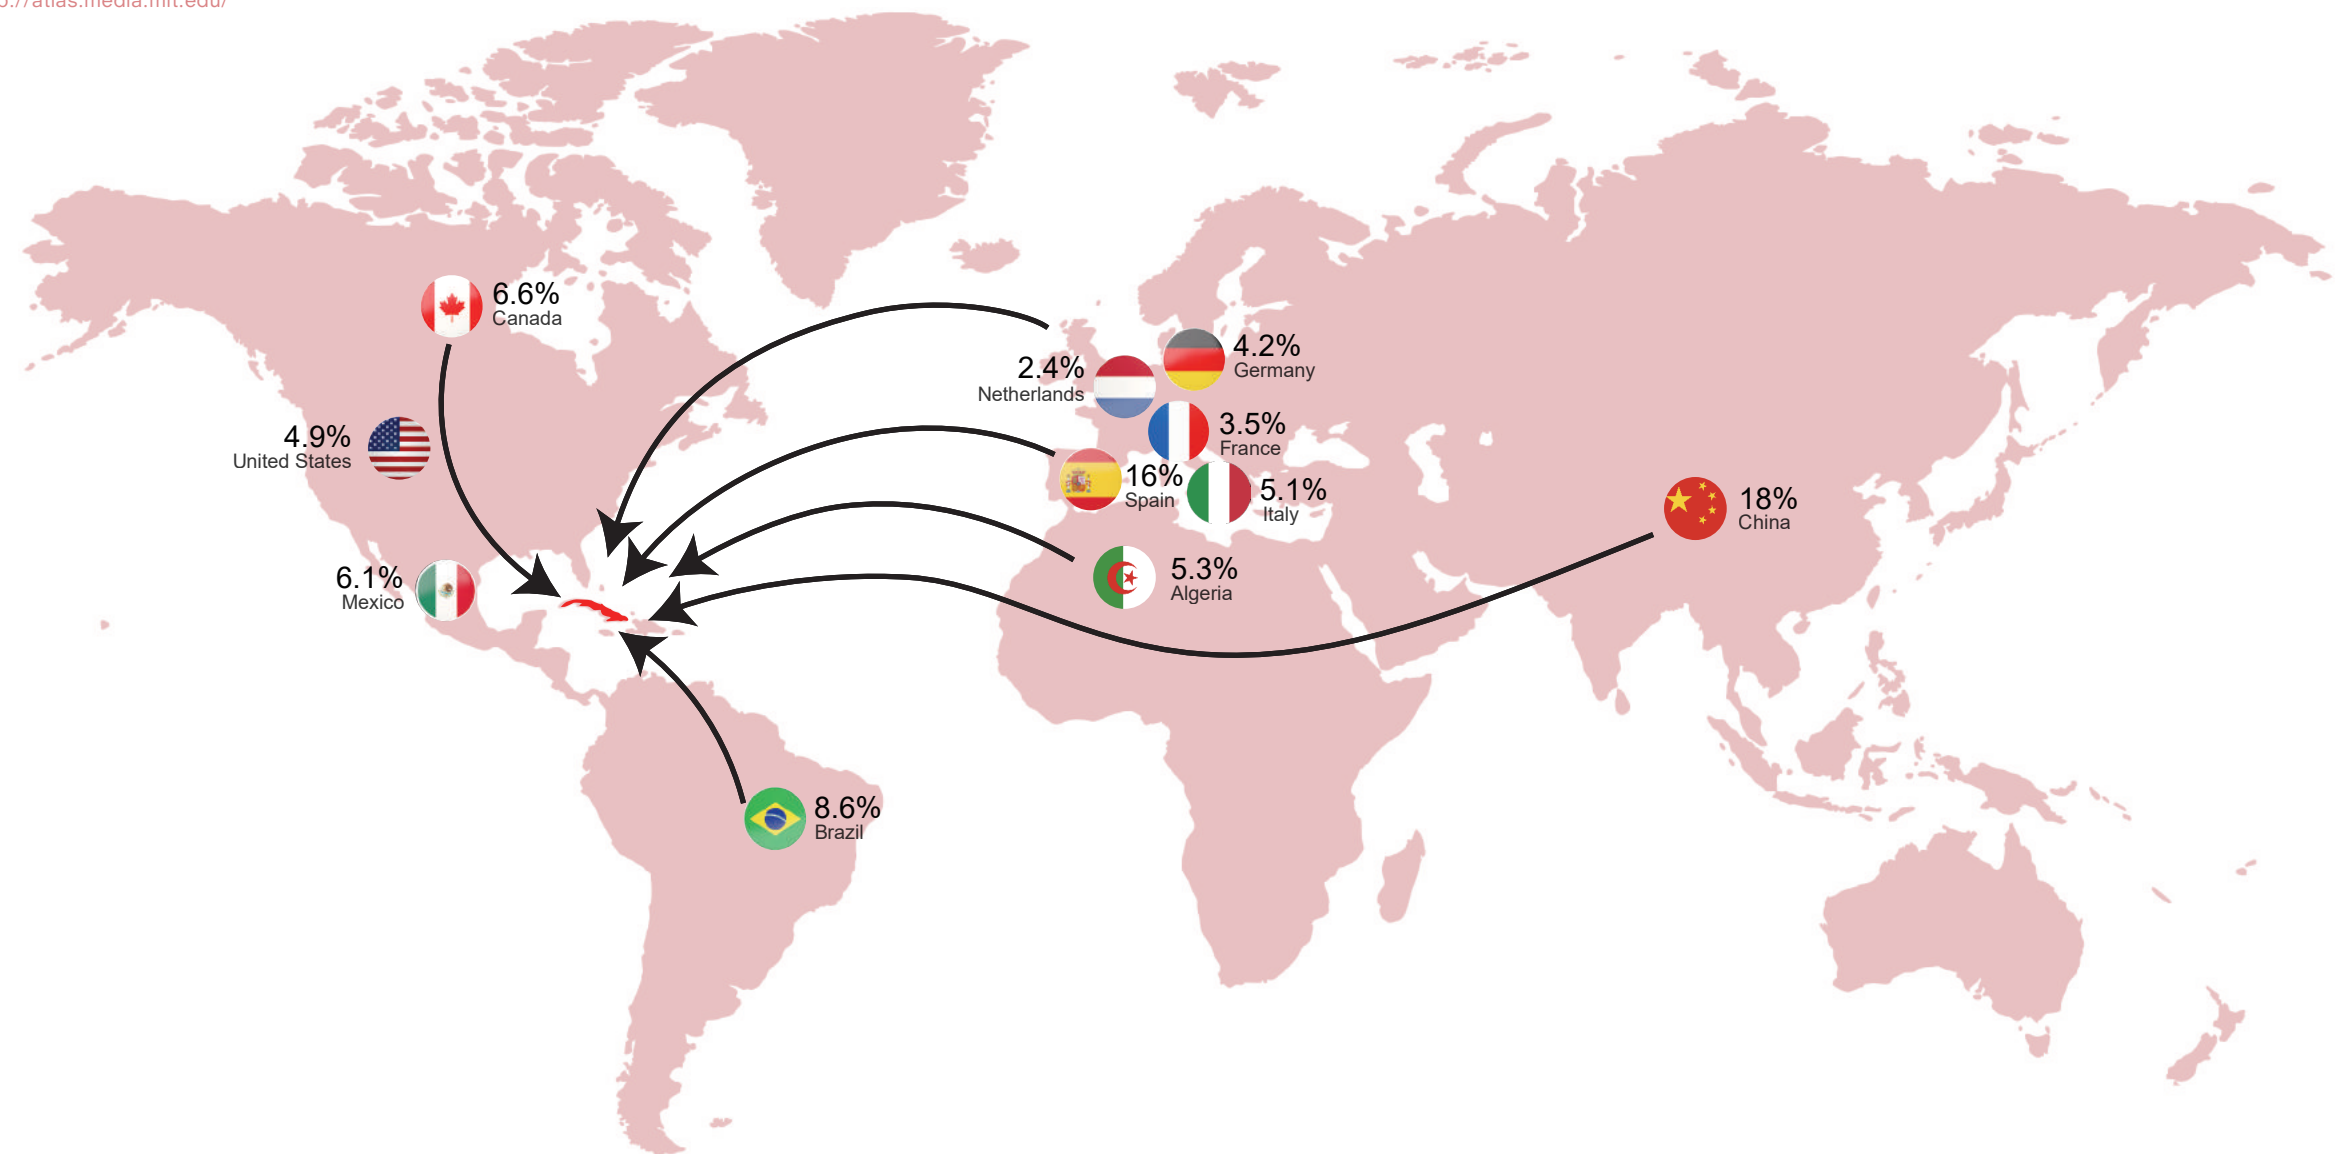 ://atlas.media.mit.edu/
6.6%
Canada
4.9%
United States
6.1%
Mexico
2.4%
Netherlands
4.2%
Germany
3.5%
France
16%
Spain
5.1%
Italy
5.3%
Algeria
18%
China
8.6%
Brazil